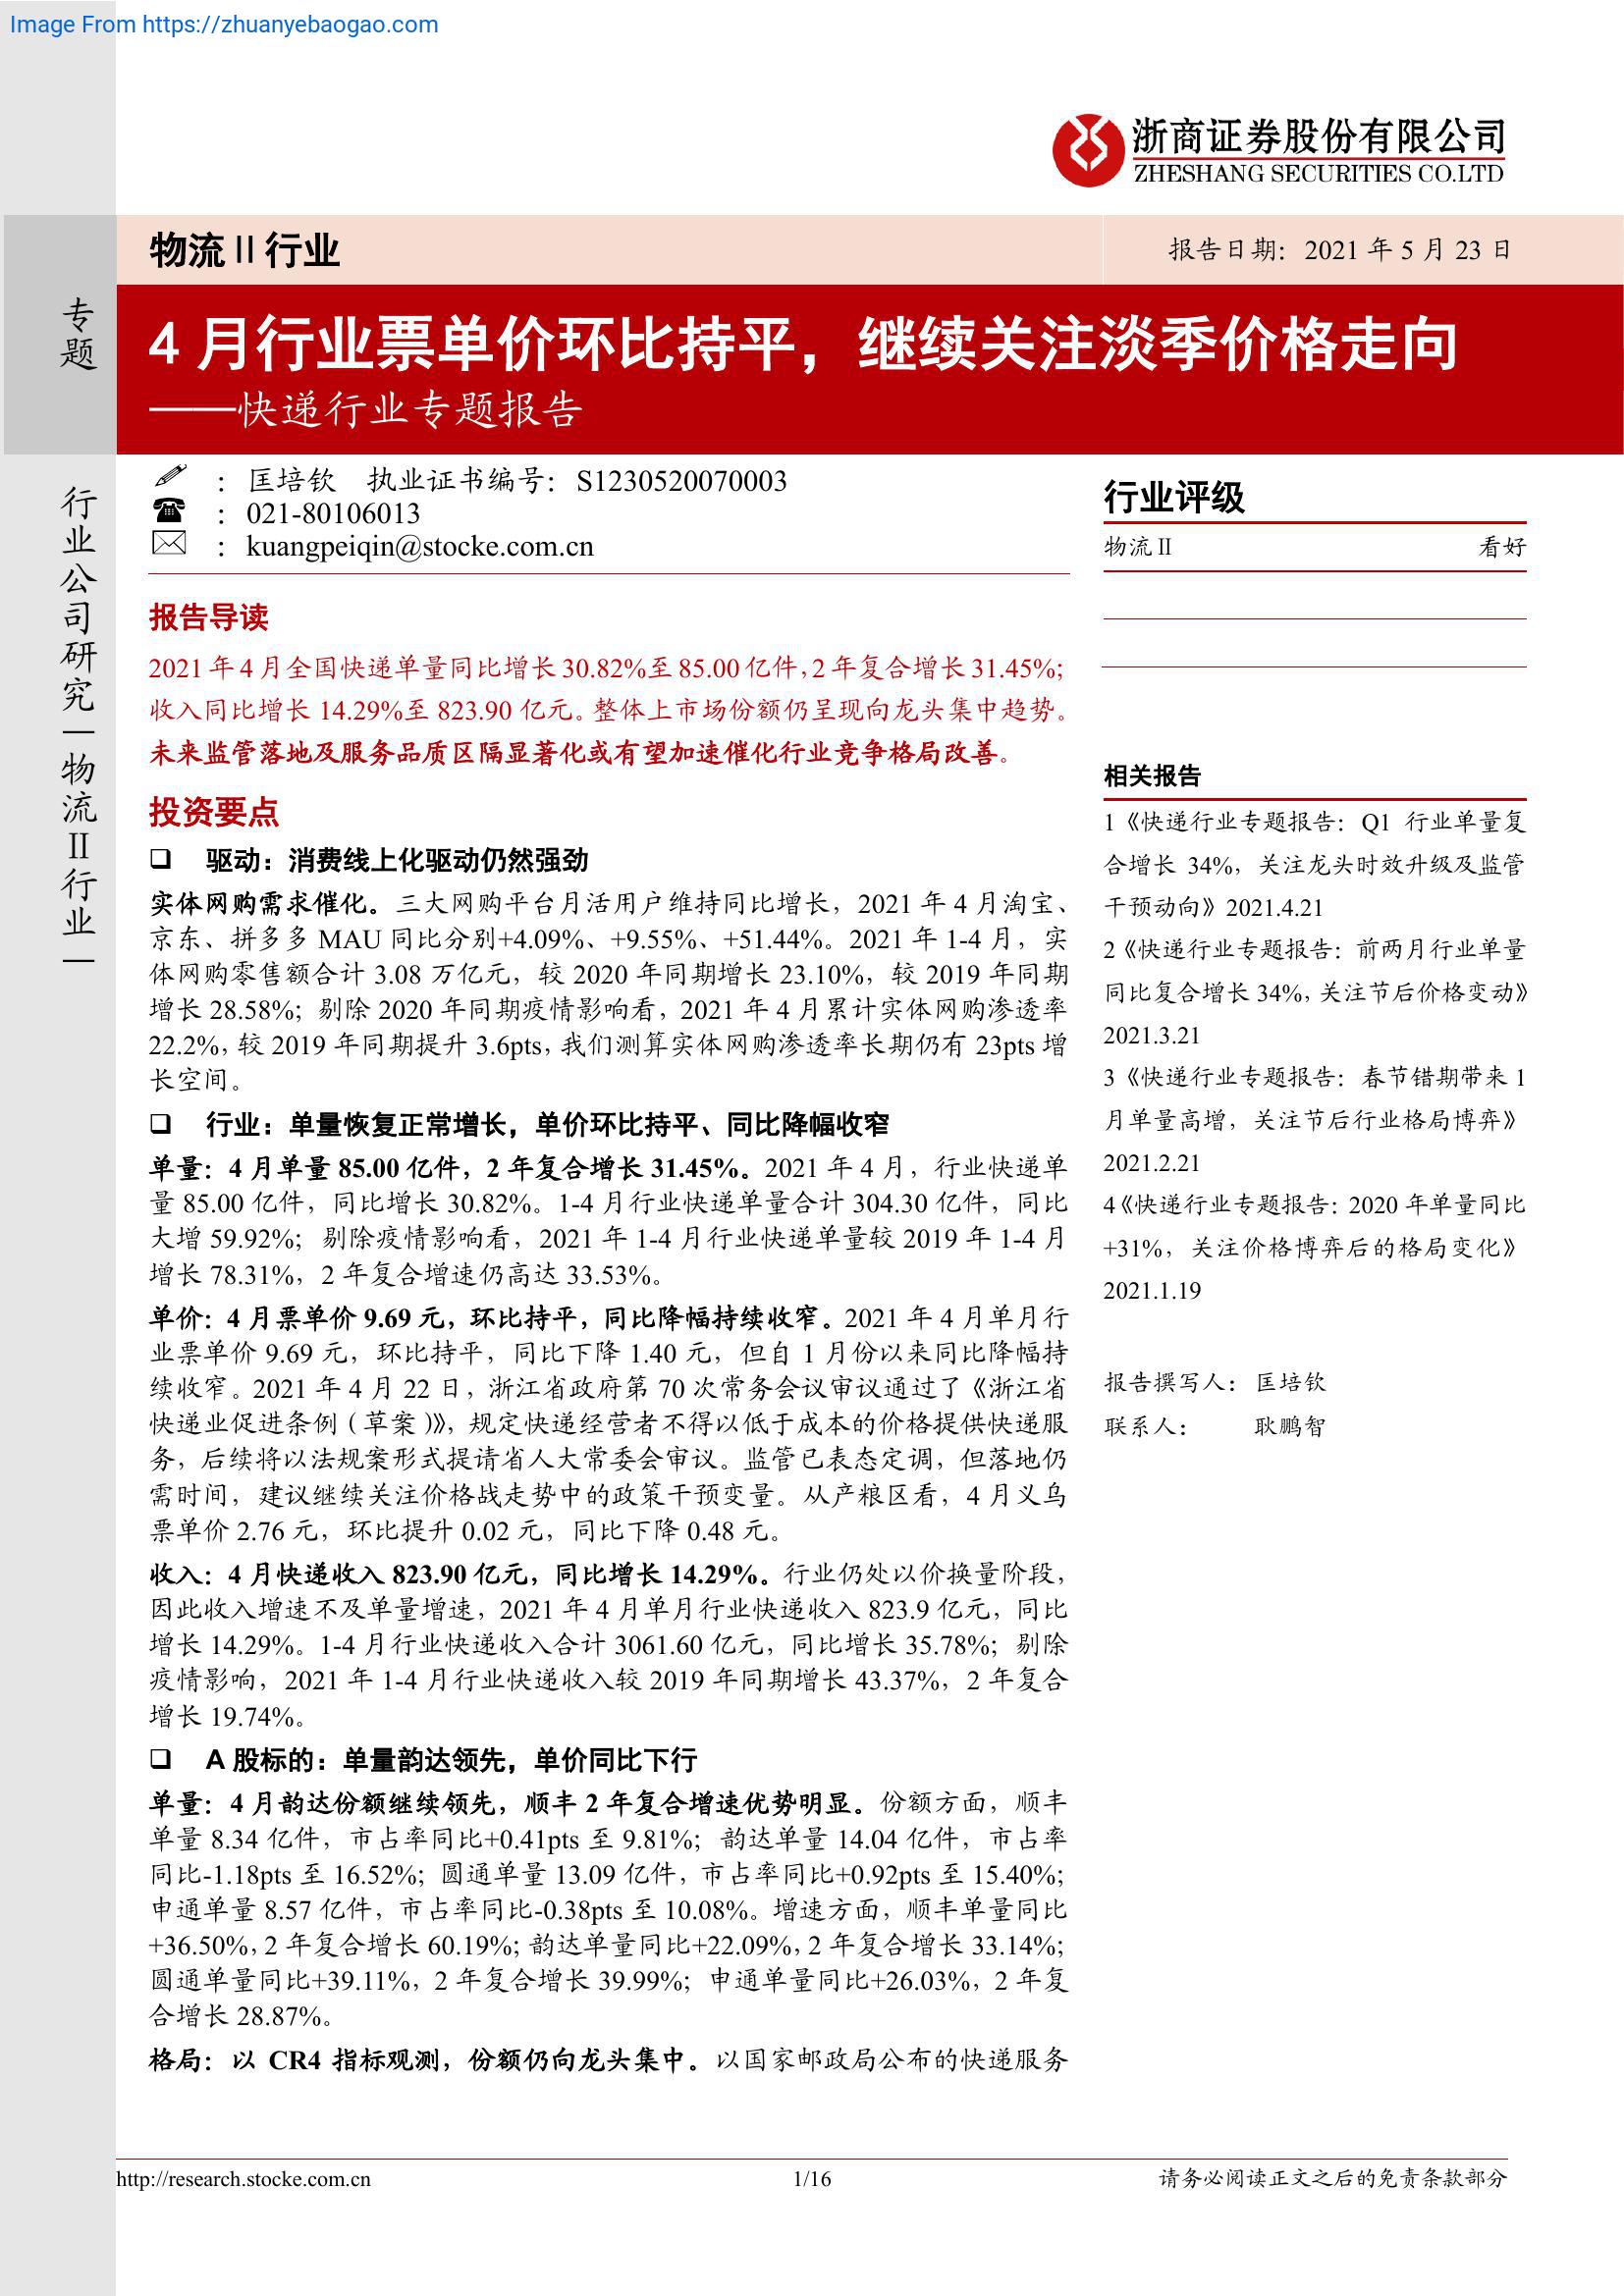 Image From https://zhuanyebaogao.com
浙商证券股份有限公司
ZHESHANG SECURITIES CO.LTD
物流Ⅱ行业
报告日期：2021 年 5 月 23 日
专题
行业公司研究｜物流Ⅱ行业｜
4 月行业票单价环比持平，继续关注淡季价格走向
——快递行业专题报告
：匡培钦 执业证书编号：S1230520070003
：021-80106013
：kuangpeiqin@stocke.com.cn
报告导读
2021 年 4 月全国快递单量同比增长 30.82%至 85.00 亿件，2 年复合增长 31.45%；
收入同比增长 14.29%至 823.90 亿元。整体上市场份额仍呈现向龙头集中趋势。
未来监管落地及服务品质区隔显著化或有望加速催化行业竞争格局改善。
投资要点
❑ 驱动：消费线上化驱动仍然强劲
实体网购需求催化。三大网购平台月活用户维持同比增长，2021 年 4 月淘宝、
京东、拼多多 MAU 同比分别+4.09%、+9.55%、+51.44%。2021 年 1-4 月，实
体网购零售额合计 3.08 万亿元，较 2020 年同期增长 23.10%，较 2019 年同期
增长 28.58%；剔除 2020 年同期疫情影响看，2021 年 4 月累计实体网购渗透率
22.2%，较 2019 年同期提升 3.6pts，我们测算实体网购渗透率长期仍有 23pts 增
长空间。
❑ 行业：单量恢复正常增长，单价环比持平、同比降幅收窄
单量：4 月单量 85.00 亿件，2 年复合增长 31.45%。2021 年 4 月，行业快递单
量 85.00 亿件，同比增长 30.82%。1-4 月行业快递单量合计 304.30 亿件，同比
大增 59.92%；剔除疫情影响看，2021 年 1-4 月行业快递单量较 2019 年 1-4 月
增长 78.31%，2 年复合增速仍高达 33.53%。
单价：4 月票单价 9.69 元，环比持平，同比降幅持续收窄。2021 年 4 月单月行
业票单价 9.69 元，环比持平，同比下降 1.40 元，但自 1 月份以来同比降幅持
续收窄。2021 年 4 月 22 日，浙江省政府第 70 次常务会议审议通过了《浙江省
快递业促进条例（草案）》，规定快递经营者不得以低于成本的价格提供快递服
务，后续将以法规案形式提请省人大常委会审议。监管已表态定调，但落地仍
需时间，建议继续关注价格战走势中的政策干预变量。从产粮区看，4 月义乌
票单价 2.76 元，环比提升 0.02 元，同比下降 0.48 元。
收入：4 月快递收入 823.90 亿元，同比增长 14.29%。行业仍处以价换量阶段，
因此收入增速不及单量增速，2021 年 4 月单月行业快递收入 823.9 亿元，同比
增长 14.29%。1-4 月行业快递收入合计 3061.60 亿元，同比增长 35.78%；剔除
疫情影响，2021 年 1-4 月行业快递收入较 2019 年同期增长 43.37%，2 年复合
增长 19.74%。
❑ A 股标的：单量韵达领先，单价同比下行
单量：4 月韵达份额继续领先，顺丰 2 年复合增速优势明显。份额方面，顺丰
单量 8.34 亿件，市占率同比+0.41pts 至 9.81%；韵达单量 14.04 亿件，市占率
同比-1.18pts 至 16.52%；圆通单量 13.09 亿件，市占率同比+0.92pts 至 15.40%；
申通单量 8.57 亿件，市占率同比-0.38pts 至 10.08%。增速方面，顺丰单量同比
+36.50%，2 年复合增长 60.19%；韵达单量同比+22.09%，2 年复合增长 33.14%；
圆通单量同比+39.11%，2 年复合增长 39.99%；申通单量同比+26.03%，2 年复
合增长 28.87%。
格局：以 CR4 指标观测，份额仍向龙头集中。以国家邮政局公布的快递服务
行业评级
物流Ⅱ 看好
相关报告
1《快递行业专题报告：Q1 行业单量复
合增长 34%，关注龙头时效升级及监管
干预动向》2021.4.21
2《快递行业专题报告：前两月行业单量
同比复合增长 34%，关注节后价格变动》
2021.3.21
3《快递行业专题报告：春节错期带来 1
月单量高增，关注节后行业格局博弈》
2021.2.21
4《快递行业专题报告：2020 年单量同比
+31%，关注价格博弈后的格局变化》
2021.1.19
报告撰写人：匡培钦
联系人： 耿鹏智
http://research.stocke.com.cn
1/16
请务必阅读正文之后的免责条款部分